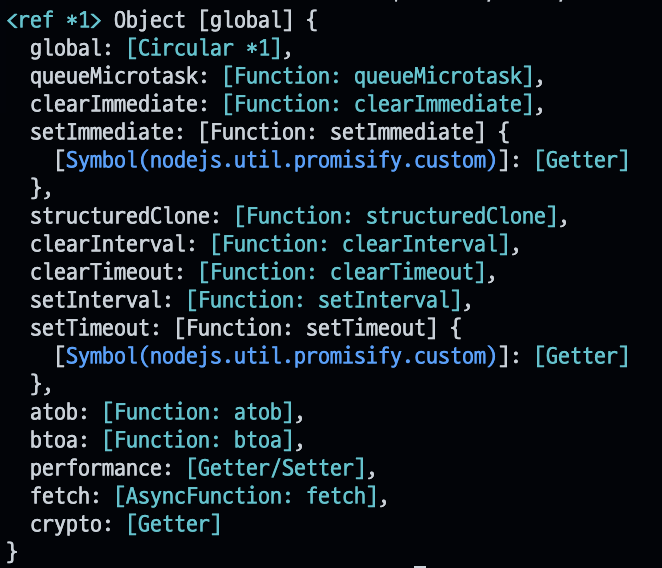 <ref *1> Object [global] {
  global: [Circular *1],
  queueMicrotask: [Function: queueMicrotask],
  clearImmediate: [Function: clearImmediate],
  setImmediate: [Function: setImmediate] {
    [Symbol(nodejs.util.promisify.custom)]: [Getter]
  },
  structuredClone: [Function: structuredClone],
  clearInterval: [Function: clearInterval],
  clearTimeout: [Function: clearTimeout],
  setInterval: [Function: setInterval],
  setTimeout: [Function: setTimeout] {
    [Symbol(nodejs.util.promisify.custom)]: [Getter]
  },
  atob: [Function: atob],
  btoa: [Function: btoa],
  performance: [Getter/Setter],
  fetch: [AsyncFunction: fetch],
  crypto: [Getter]
}